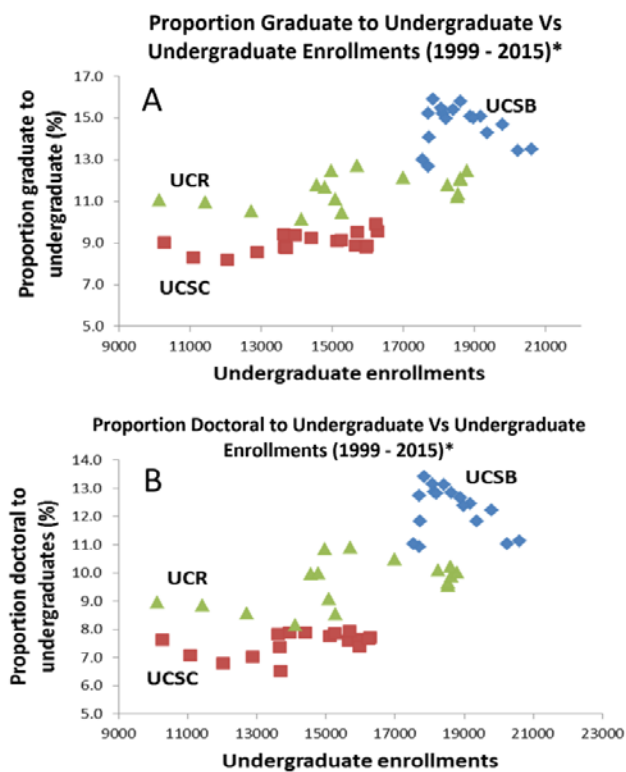 Proportion Graduate to Undergraduate Vs
Undergraduate Enrollments (1999 - 2015)*
17.0
15.0
13.0
11.0
9.0
7.0
5.0
A
UCSB
UCR
UCSC
Proportion graduate to
undergraduate (%)
9000 11000 13000 15000 17000 19000 21000
Undergraduate enrollments
Proportion Doctoral to Undergraduate Vs Undergraduate
Enrollments (1999 - 2015)*
14.0
13.0
12.0
11.0
10.0
9.0
8.0
7.0
6.0
5.0
B
UCSB
UCR
UCSC
Proportion doctoral to
undergraduates (%)
9000 11000 13000 15000 17000 19000 21000 23000
Undergraduate enrollments